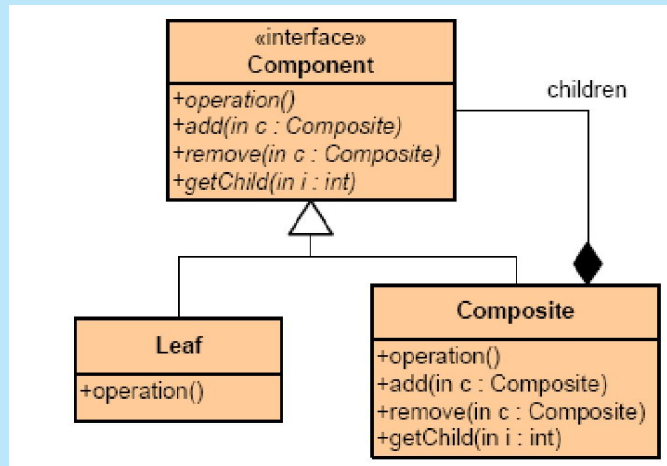 «interface»
Component
+operation()
+add(in c : Composite)
+remove(in c : Composite)
+getChild(in i : int)
children
Leaf
+operation()
Composite
+operation()
+add(in c : Composite)
+remove(in c : Composite)
+getChild(in i : int)